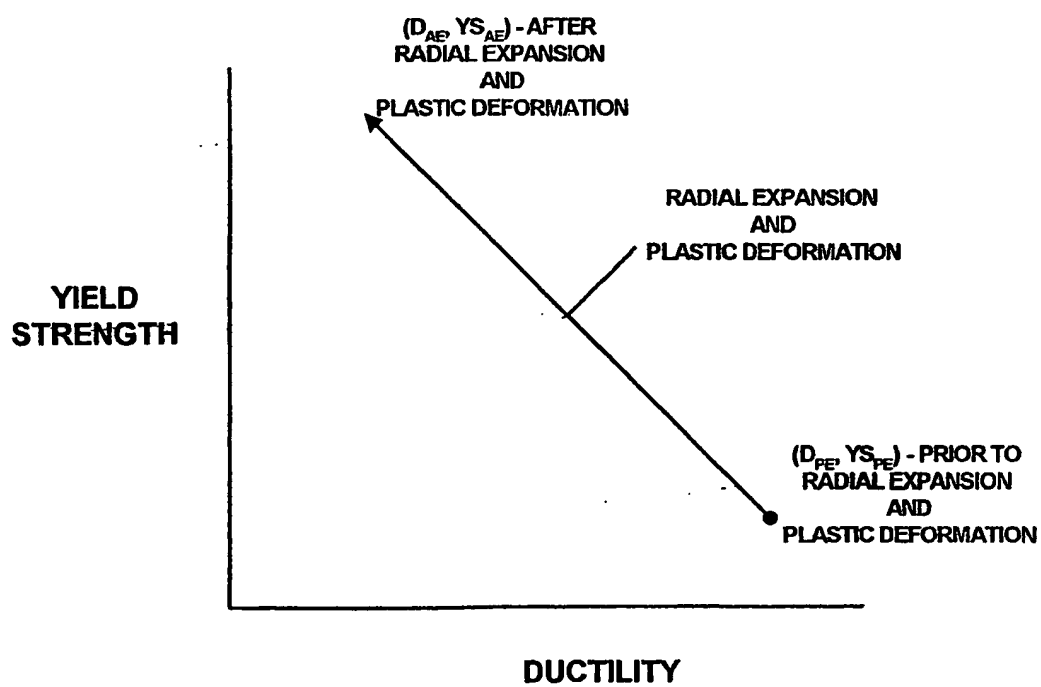 (D_AE, YS_AE) - AFTER
RADIAL EXPANSION
AND
PLASTIC DEFORMATION
RADIAL EXPANSION
AND
PLASTIC DEFORMATION
YIELD
STRENGTH
(D_PE, YS_PE) - PRIOR TO
RADIAL EXPANSION
AND
PLASTIC DEFORMATION
DUCTILITY